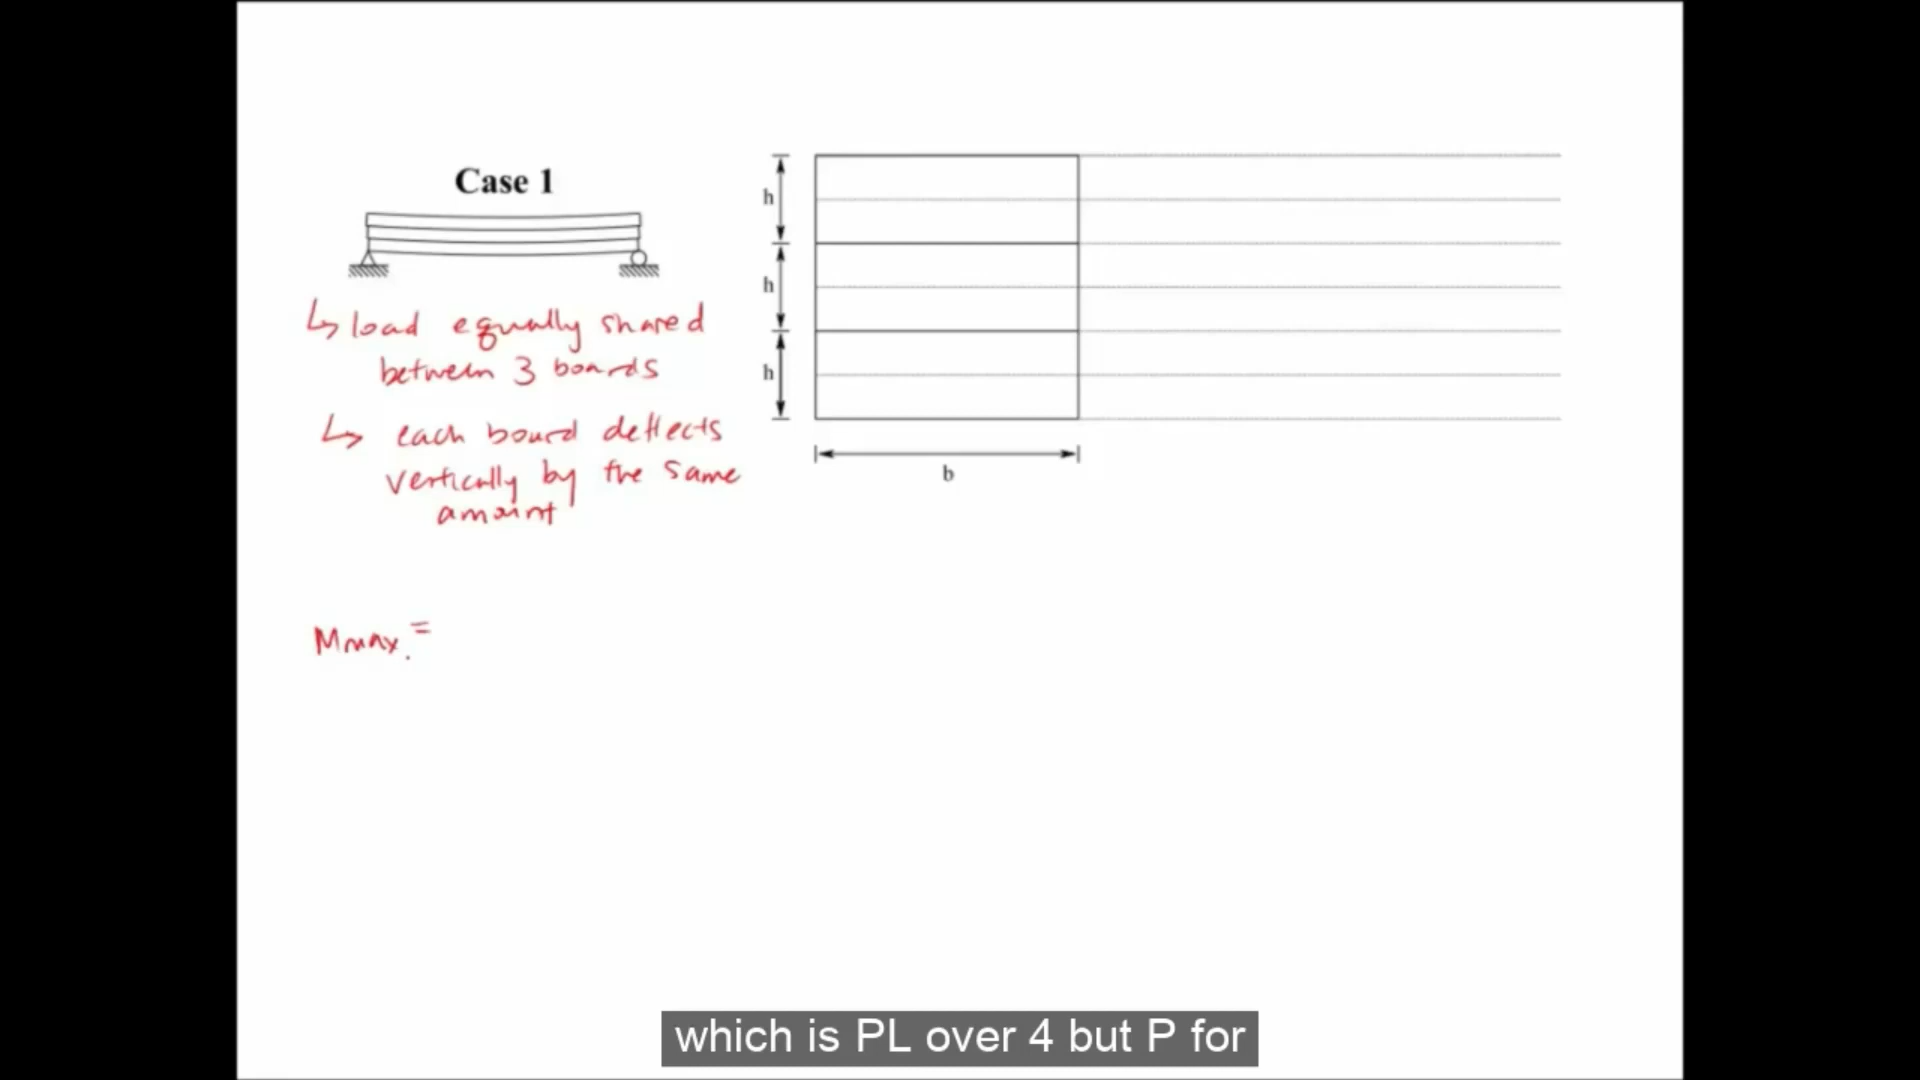 Case 1
↳ load equally shared
between 3 boards
↳ each board deflects
vertically by the same
amount
Mmax. =
h
h
h
b
which is PL over 4 but P for